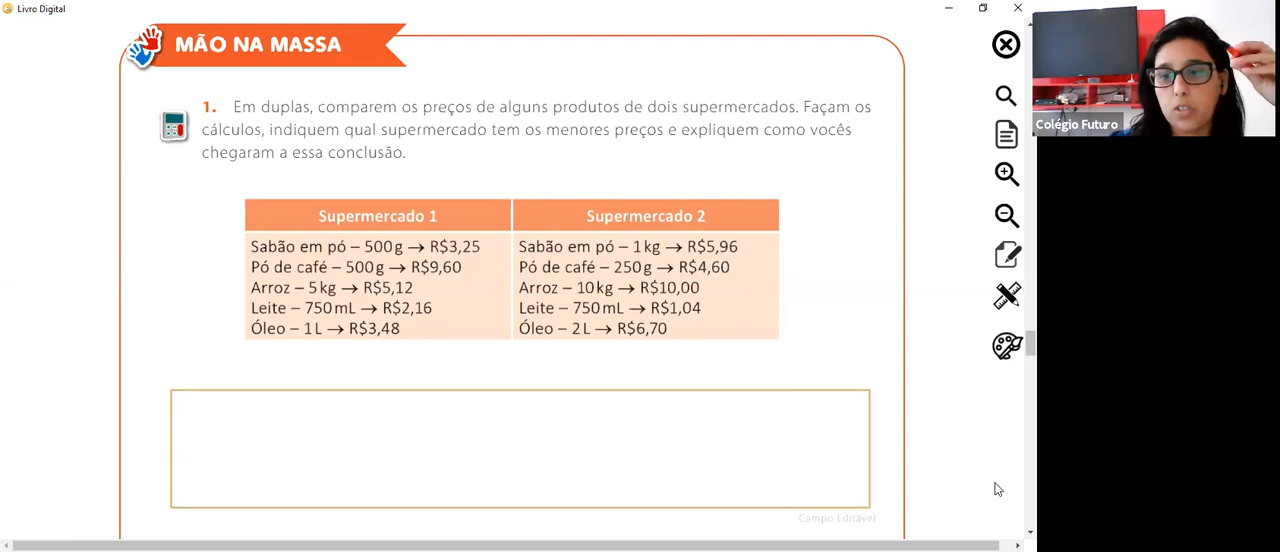 Livro Digital
MÃO NA MASSA
1. Em duplas, comparem os preços de alguns produtos de dois supermercados. Façam os
cálculos, indiquem qual supermercado tem os menores preços e expliquem como vocês
chegaram a essa conclusão.
Supermercado 1
Sabão em pó – 500 g → R$3,25
Pó de café – 500 g → R$9,60
Arroz – 5 kg → R$5,12
Leite – 750 mL → R$2,16
Óleo – 1 L → R$3,48
Supermercado 2
Sabão em pó – 1 kg → R$5,96
Pó de café – 250 g → R$4,60
Arroz – 10 kg → R$10,00
Leite – 750 mL → R$1,04
Óleo – 2 L → R$6,70
Campo Editável
Colégio Futuro